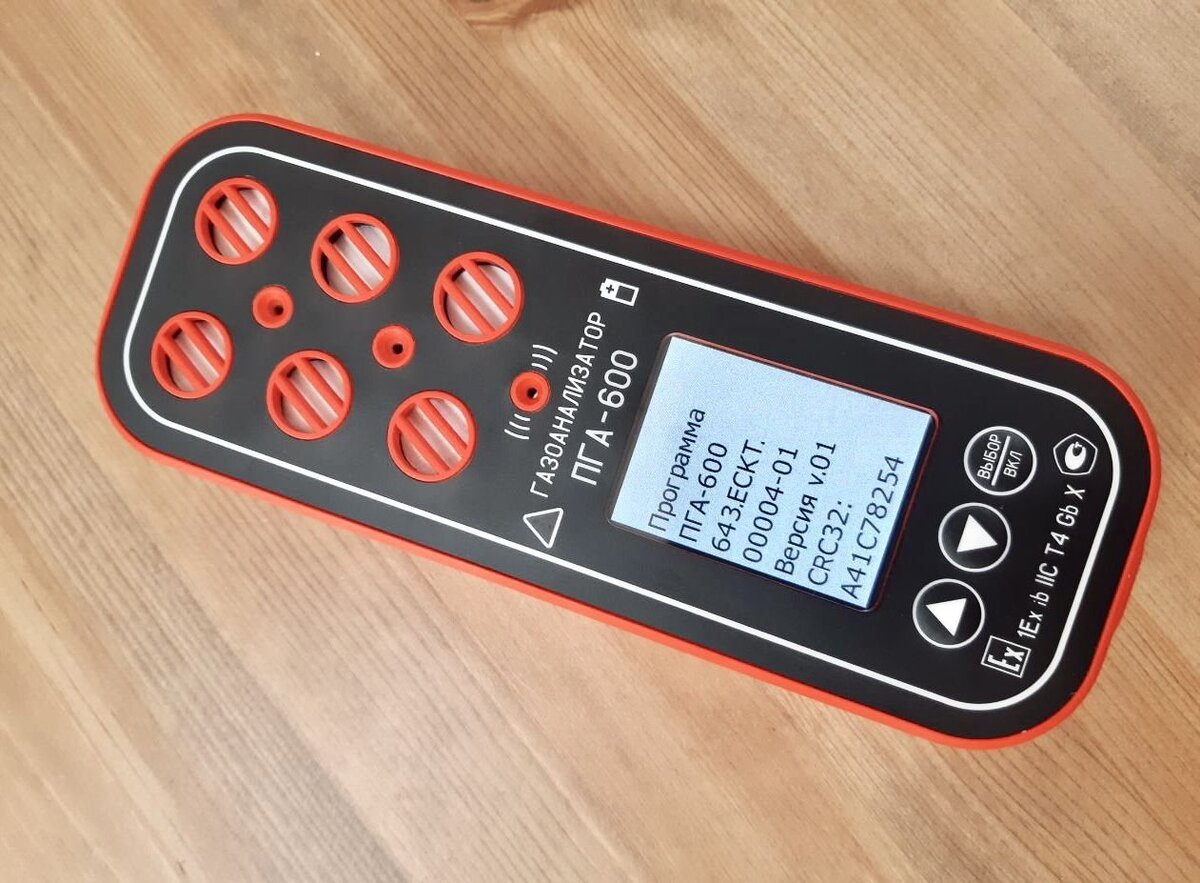 ГАЗОАНАЛИЗАТОР
ПГА-600
Программа
ПГА-600
643.ЕСКТ.
00004-01
Версия v.01
CRC32:
A41C78254
ВЫБОР
ВКЛ
Ex 1Ex ib IIC T4 Gb X